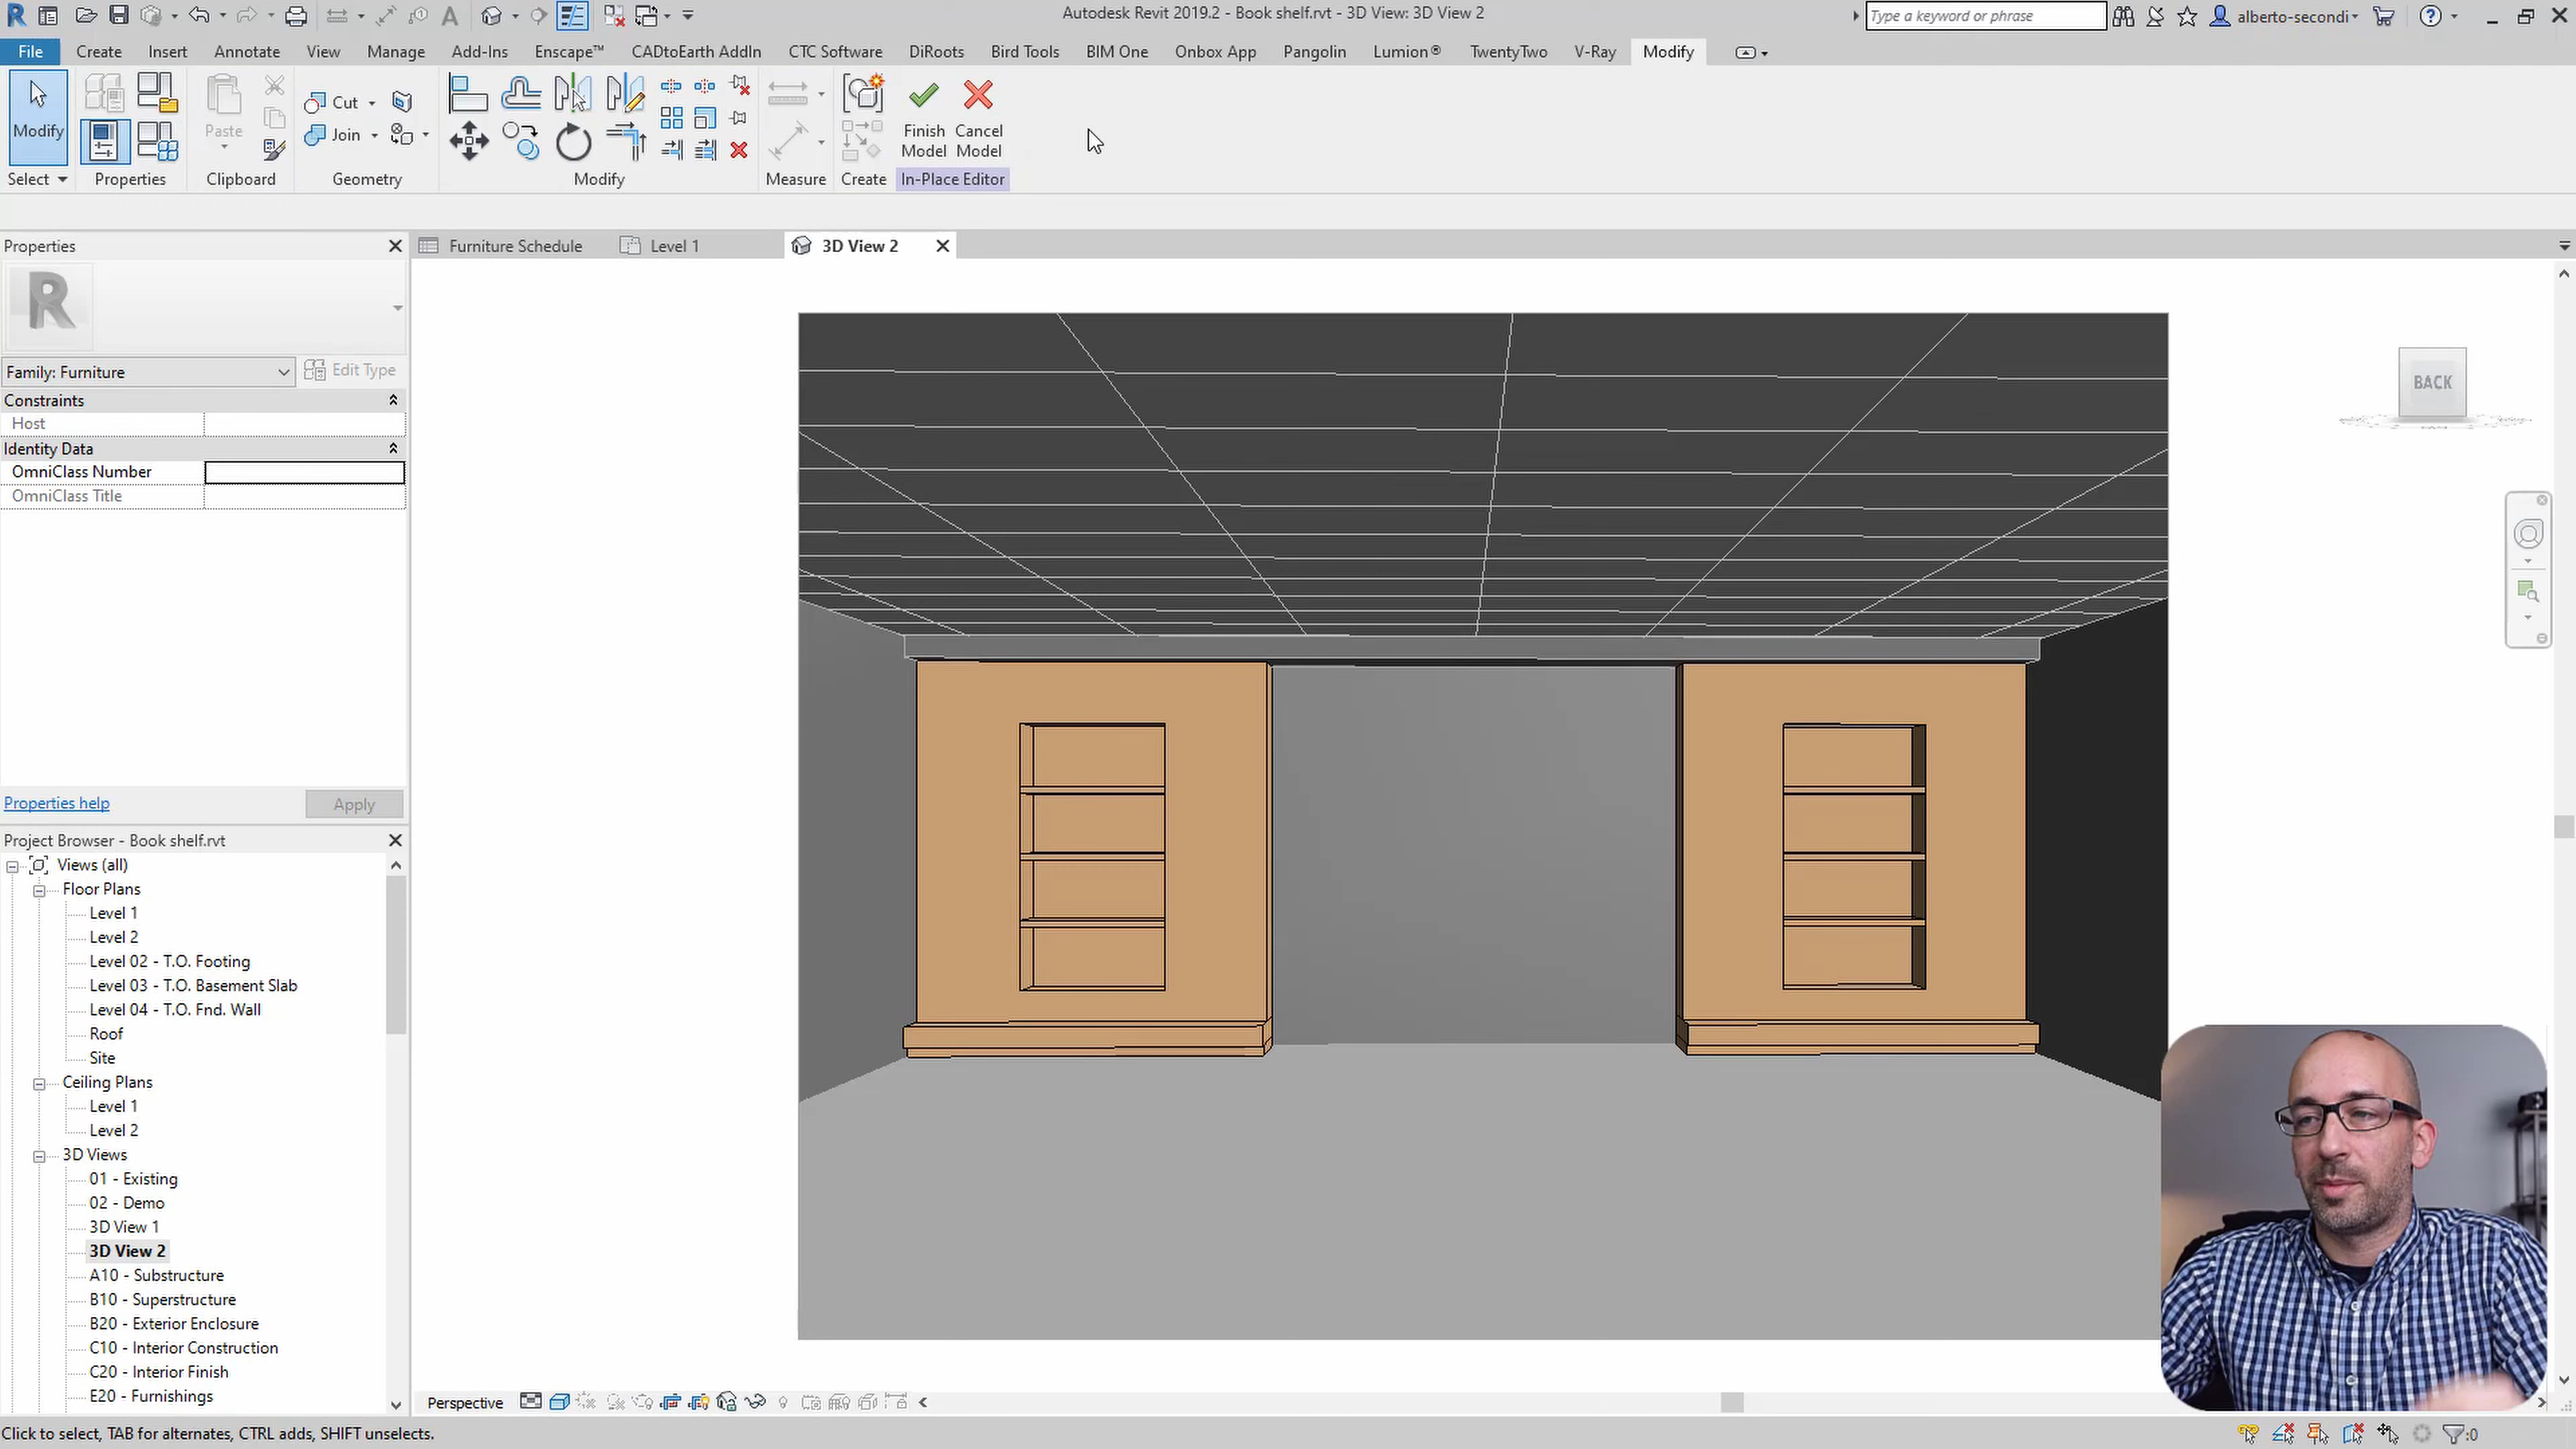 Autodesk Revit 2019.2 - Book shelf.rvt - 3D View: 3D View 2
Type a keyword or phrase
alberto-secondi
File Create Insert Annotate View Manage Add-Ins Enscape™ CADtoEarth AddIn CTC Software DiRoots Bird Tools BIM One Onbox App Pangolin Lumion® TwentyTwo V-Ray Modify
Modify
Paste
Cut
Join
Finish Model
Cancel Model
Select Properties Clipboard Geometry Modify Measure Create In-Place Editor
Properties
Furniture Schedule Level 1 3D View 2
Family: Furniture Edit Type
Constraints
Host
Identity Data
OmniClass Number
OmniClass Title
BACK
Properties help Apply
Project Browser - Book shelf.rvt
Views (all)
Floor Plans
Level 1
Level 2
Level 02 - T.O. Footing
Level 03 - T.O. Basement Slab
Level 04 - T.O. Fnd. Wall
Roof
Site
Ceiling Plans
Level 1
Level 2
3D Views
01 - Existing
02 - Demo
3D View 1
3D View 2
A10 - Substructure
B10 - Superstructure
B20 - Exterior Enclosure
C10 - Interior Construction
C20 - Interior Finish
E20 - Furnishings
Perspective
Click to select, TAB for alternates, CTRL adds, SHIFT unselects.
:0